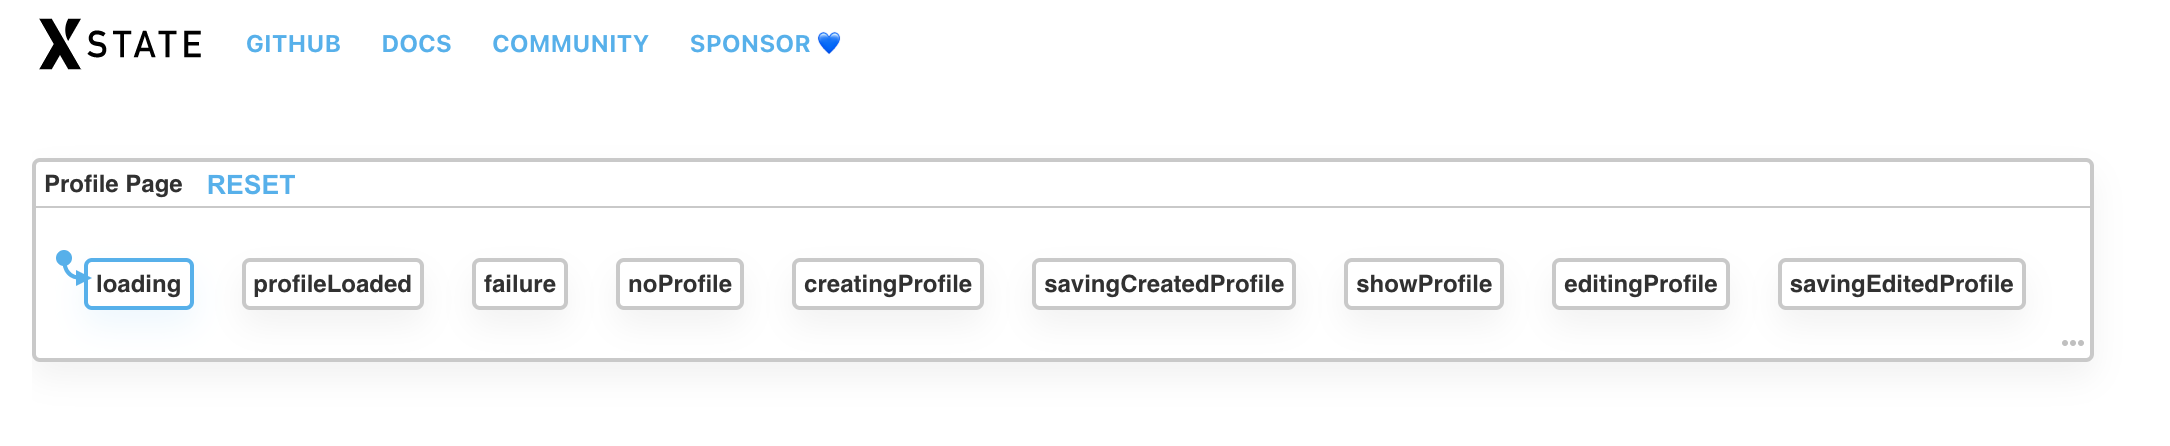 XSTATE GITHUB DOCS COMMUNITY SPONSOR 💙
Profile Page RESET
loading profileLoaded failure noProfile creatingProfile savingCreatedProfile showProfile editingProfile savingEditedProfile